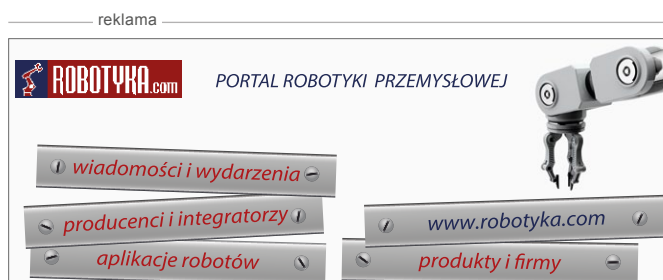 reklama
ROBOTYKA.com
PORTAL ROBOTYKI PRZEMYSŁOWEJ
wiadomości i wydarzenia
producenci i integratorzy
www.robotyka.com
aplikacje robotów
produkty i firmy